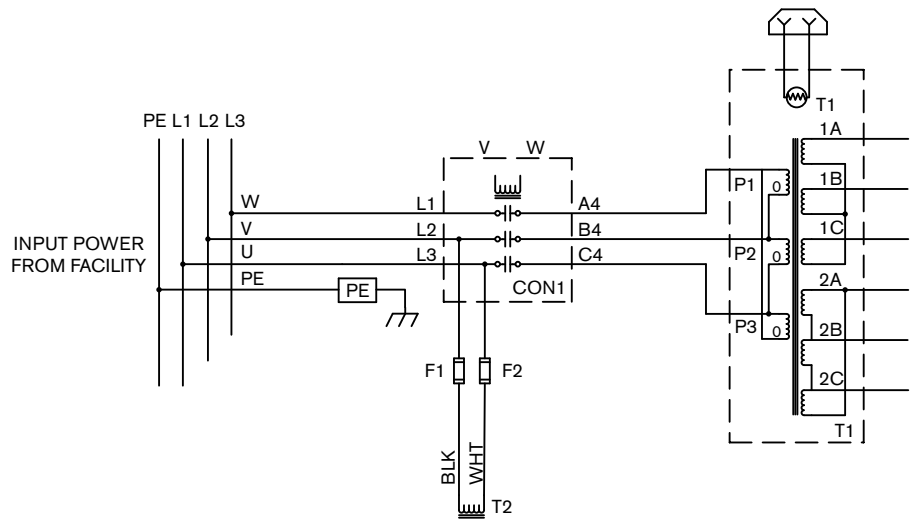 T1
PE L1 L2 L3
1A
V W
W
L1
A4
P1
0
1B
V
L2
B4
1C
INPUT POWER
FROM FACILITY
U
L3
C4
P2
0
PE
PE
CON1
2A
P3
0
2B
F1
F2
2C
T1
BLK
WHT
T2